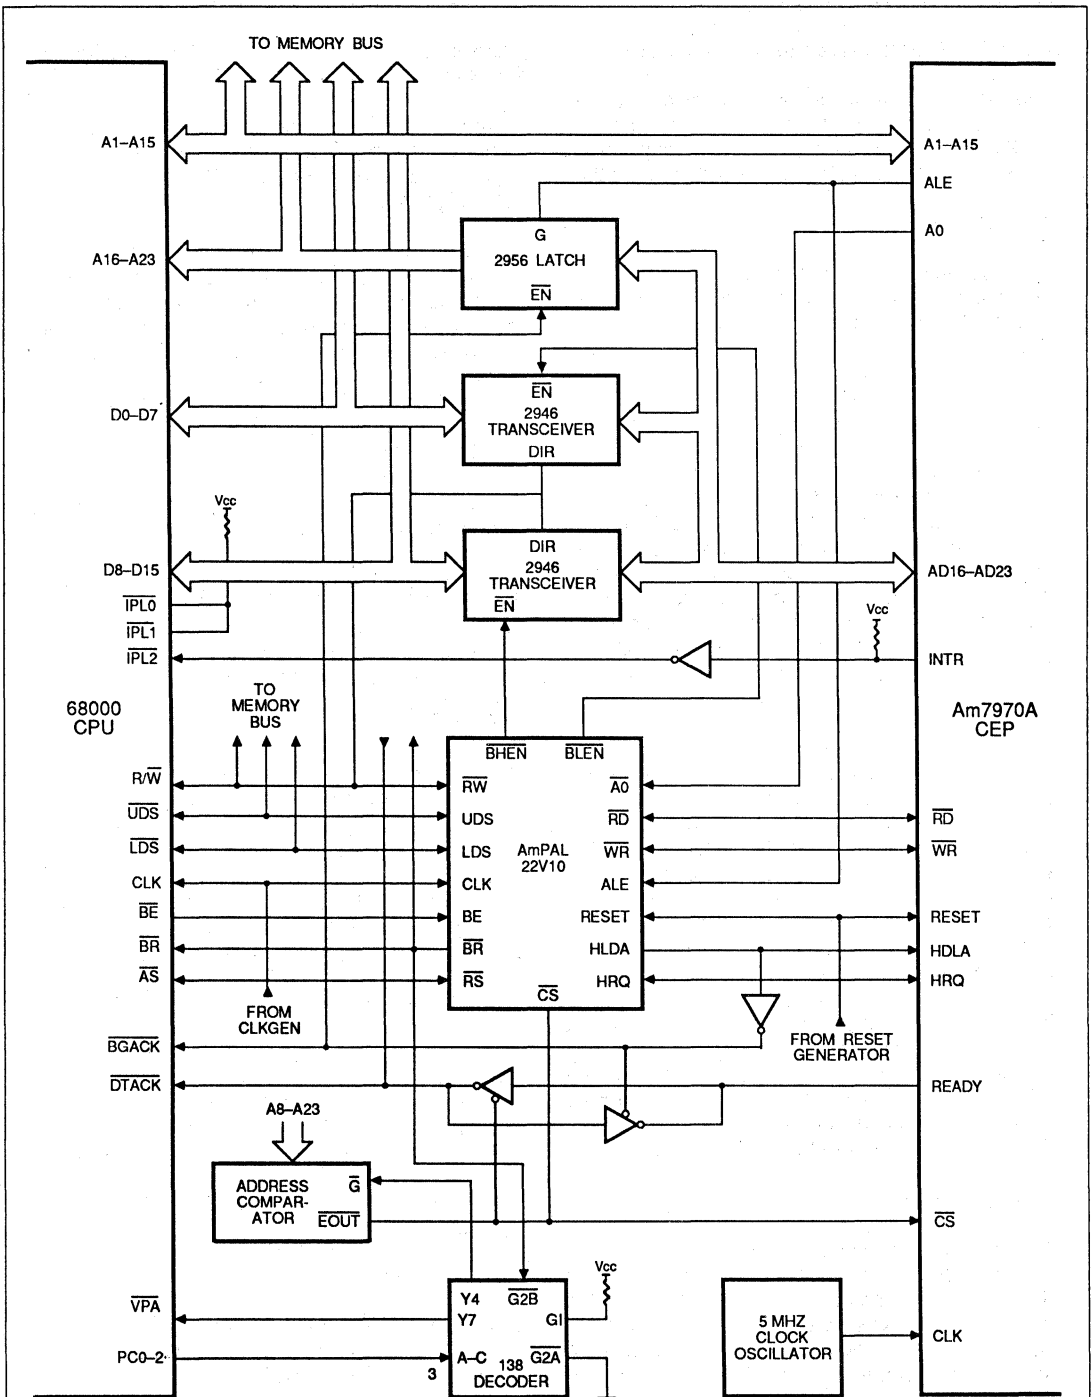 TO MEMORY BUS
A1–A15
A1–A15
ALE
G
A0
A16–A23
2956 LATCH
EN
EN
D0–D7
2946
TRANSCEIVER
DIR
Vcc
DIR
D8–D15
2946
TRANSCEIVER
AD16–AD23
IPL0
EN
Vcc
IPL1
IPL2
INTR
TO
MEMORY
BUS
68000
CPU
Am7970A
CEP
BHEN
BLEN
R/W
RW
A0
UDS
UDS
RD
RD
LDS
LDS
AmPAL
22V10
WR
WR
CLK
CLK
ALE
BE
BE
RESET
RESET
BR
BR
HLDA
HDLA
AS
RS
CS
HRQ
HRQ
FROM
CLKGEN
FROM RESET
GENERATOR
BGACK
DTACK
READY
A8–A23
ADDRESS
COMPAR-
ATOR
G
EOUT
CS
Vcc
VPA
Y4
G2B
Y7
GI
5 MHZ
CLOCK
OSCILLATOR
CLK
PC0–2
3
A–C
138
DECODER
G2A